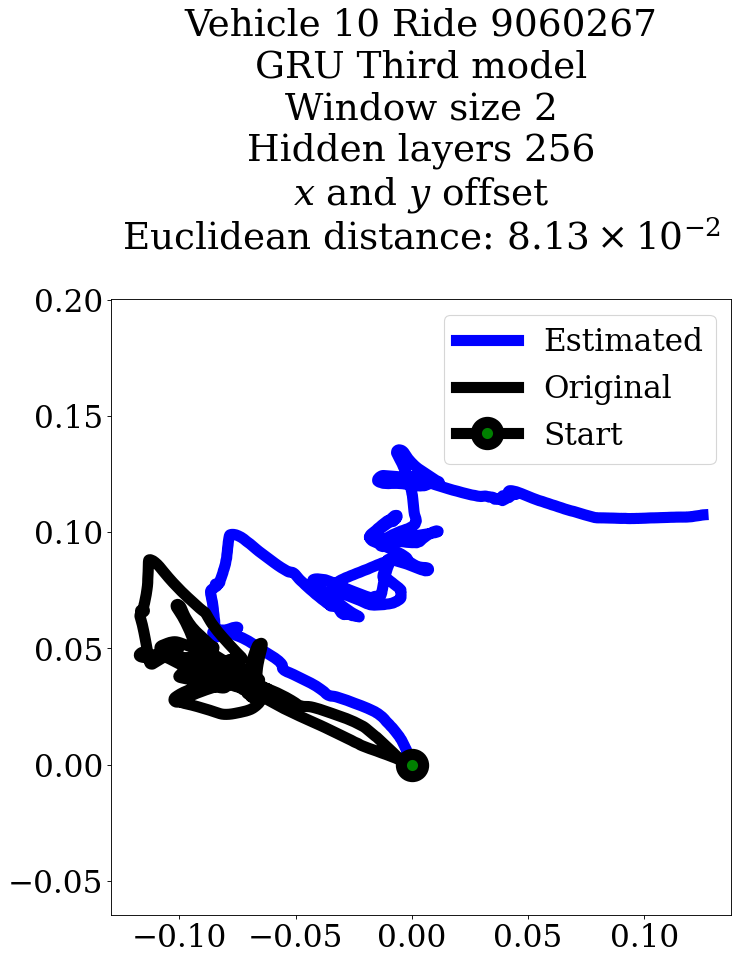 Vehicle 10 Ride 9060267
GRU Third model
Window size 2
Hidden layers 256
x and y offset
Euclidean distance: 8.13 × 10⁻²
0.20
Estimated
0.15
Original
Start
0.10
0.05
0.00
−0.05
−0.10 −0.05 0.00 0.05 0.10